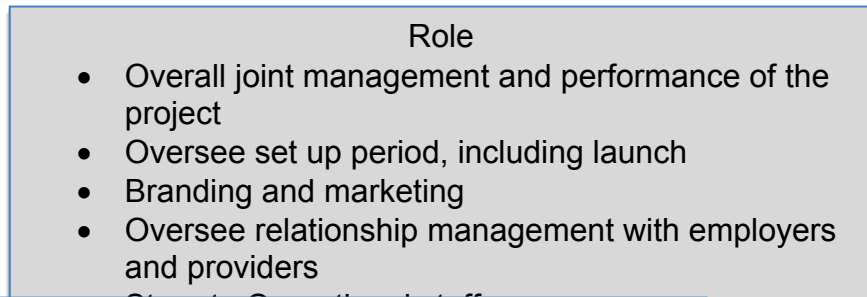 Role
• Overall joint management and performance of the
project
• Oversee set up period, including launch
• Branding and marketing
• Oversee relationship management with employers
and providers